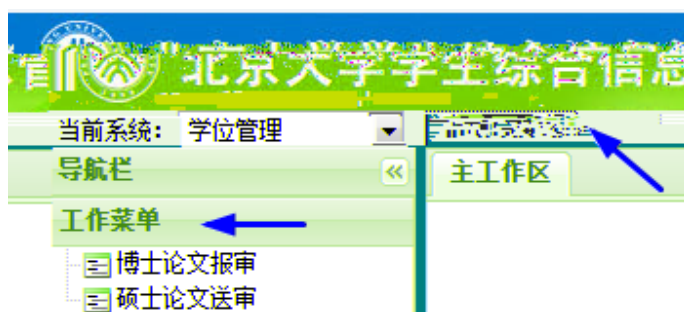 北京大学学生综合信息
当前系统： 学位管理
导航栏
主工作区
工作菜单
博士论文报审
硕士论文送审